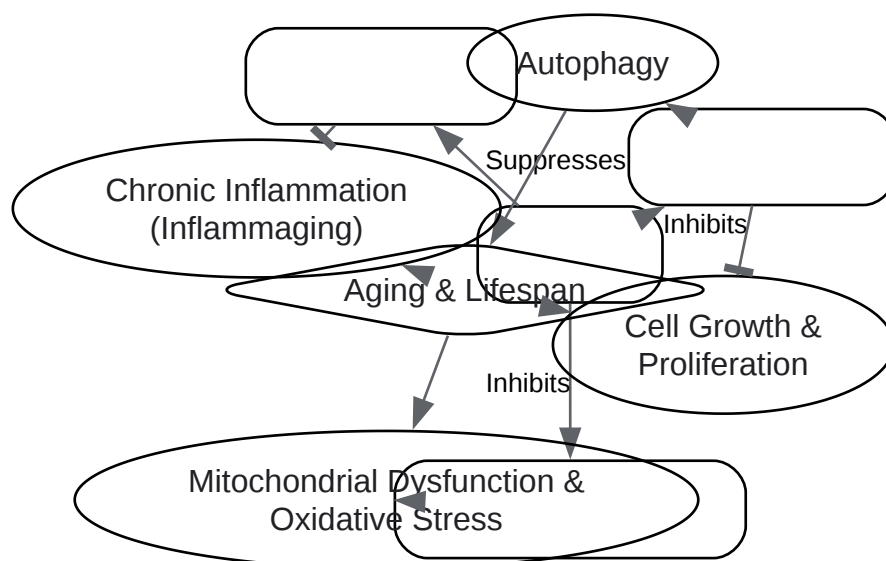 Autophagy
Suppresses
Chronic Inflammation
(Inflammaging)
Inhibits
Aging & Lifespan
Cell Growth &
Proliferation
Inhibits
Mitochondrial Dysfunction &
Oxidative Stress